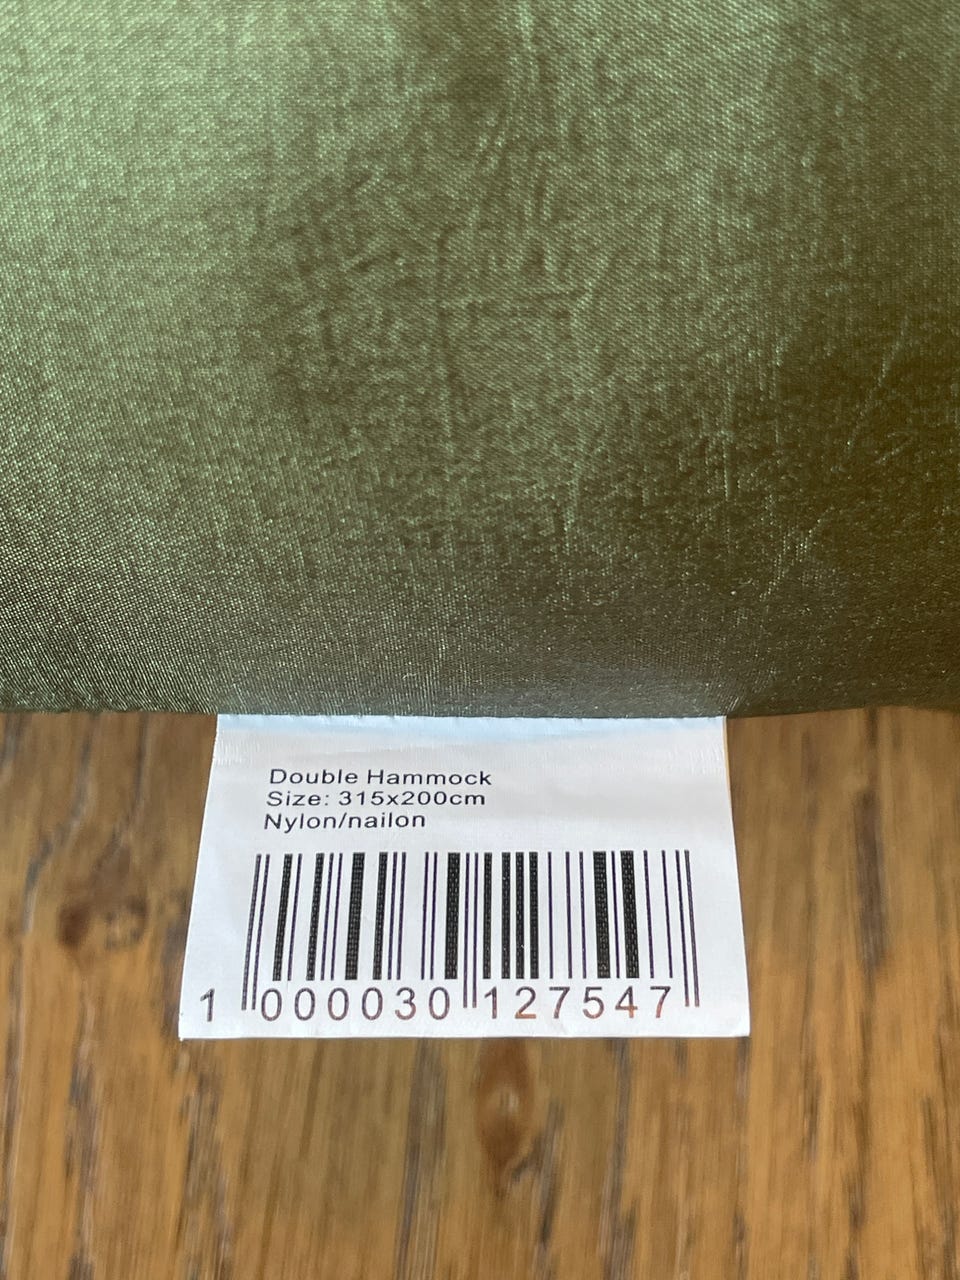 Double Hammock
Size: 315x200cm
Nylon/nailon
1 000030 127547